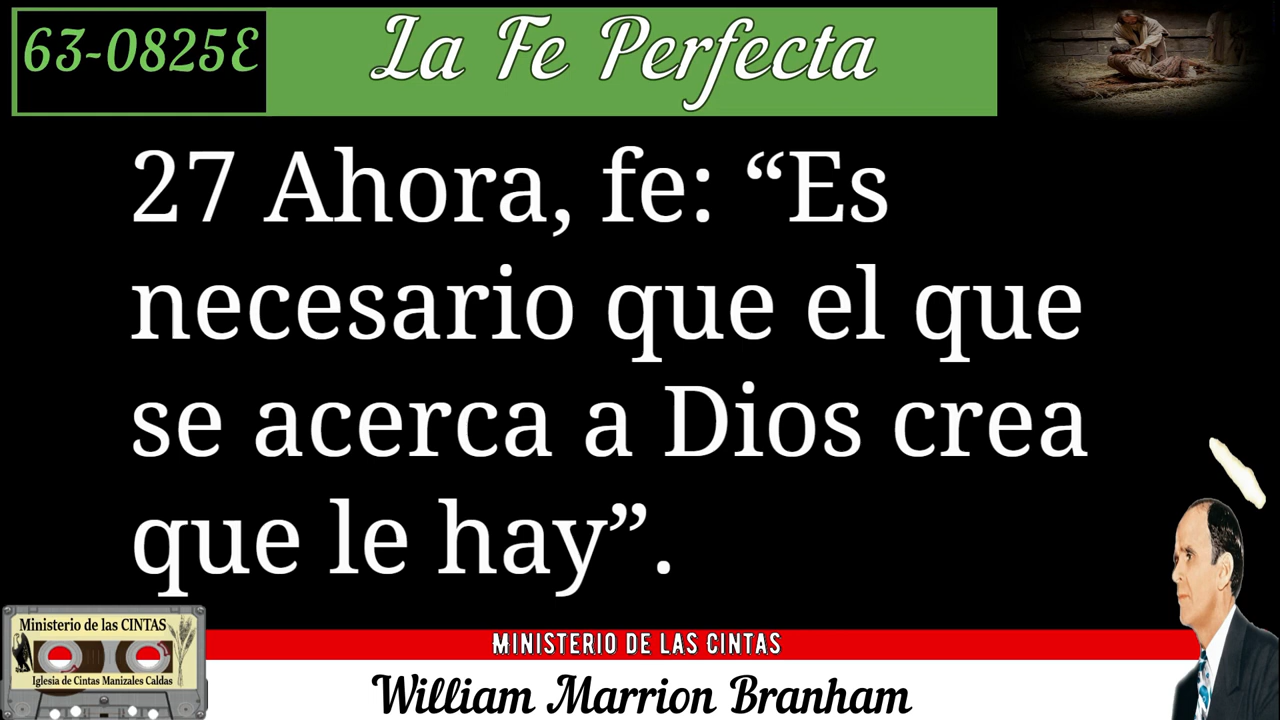 63-0825E
La Fe Perfecta
27 Ahora, fe: “Es
necesario que el que
se acerca a Dios crea
que le hay”.
Ministerio de las CINTAS
Iglesia de Cintas Manizales Caldas
MINISTERIO DE LAS CINTAS
William Marrion Branham